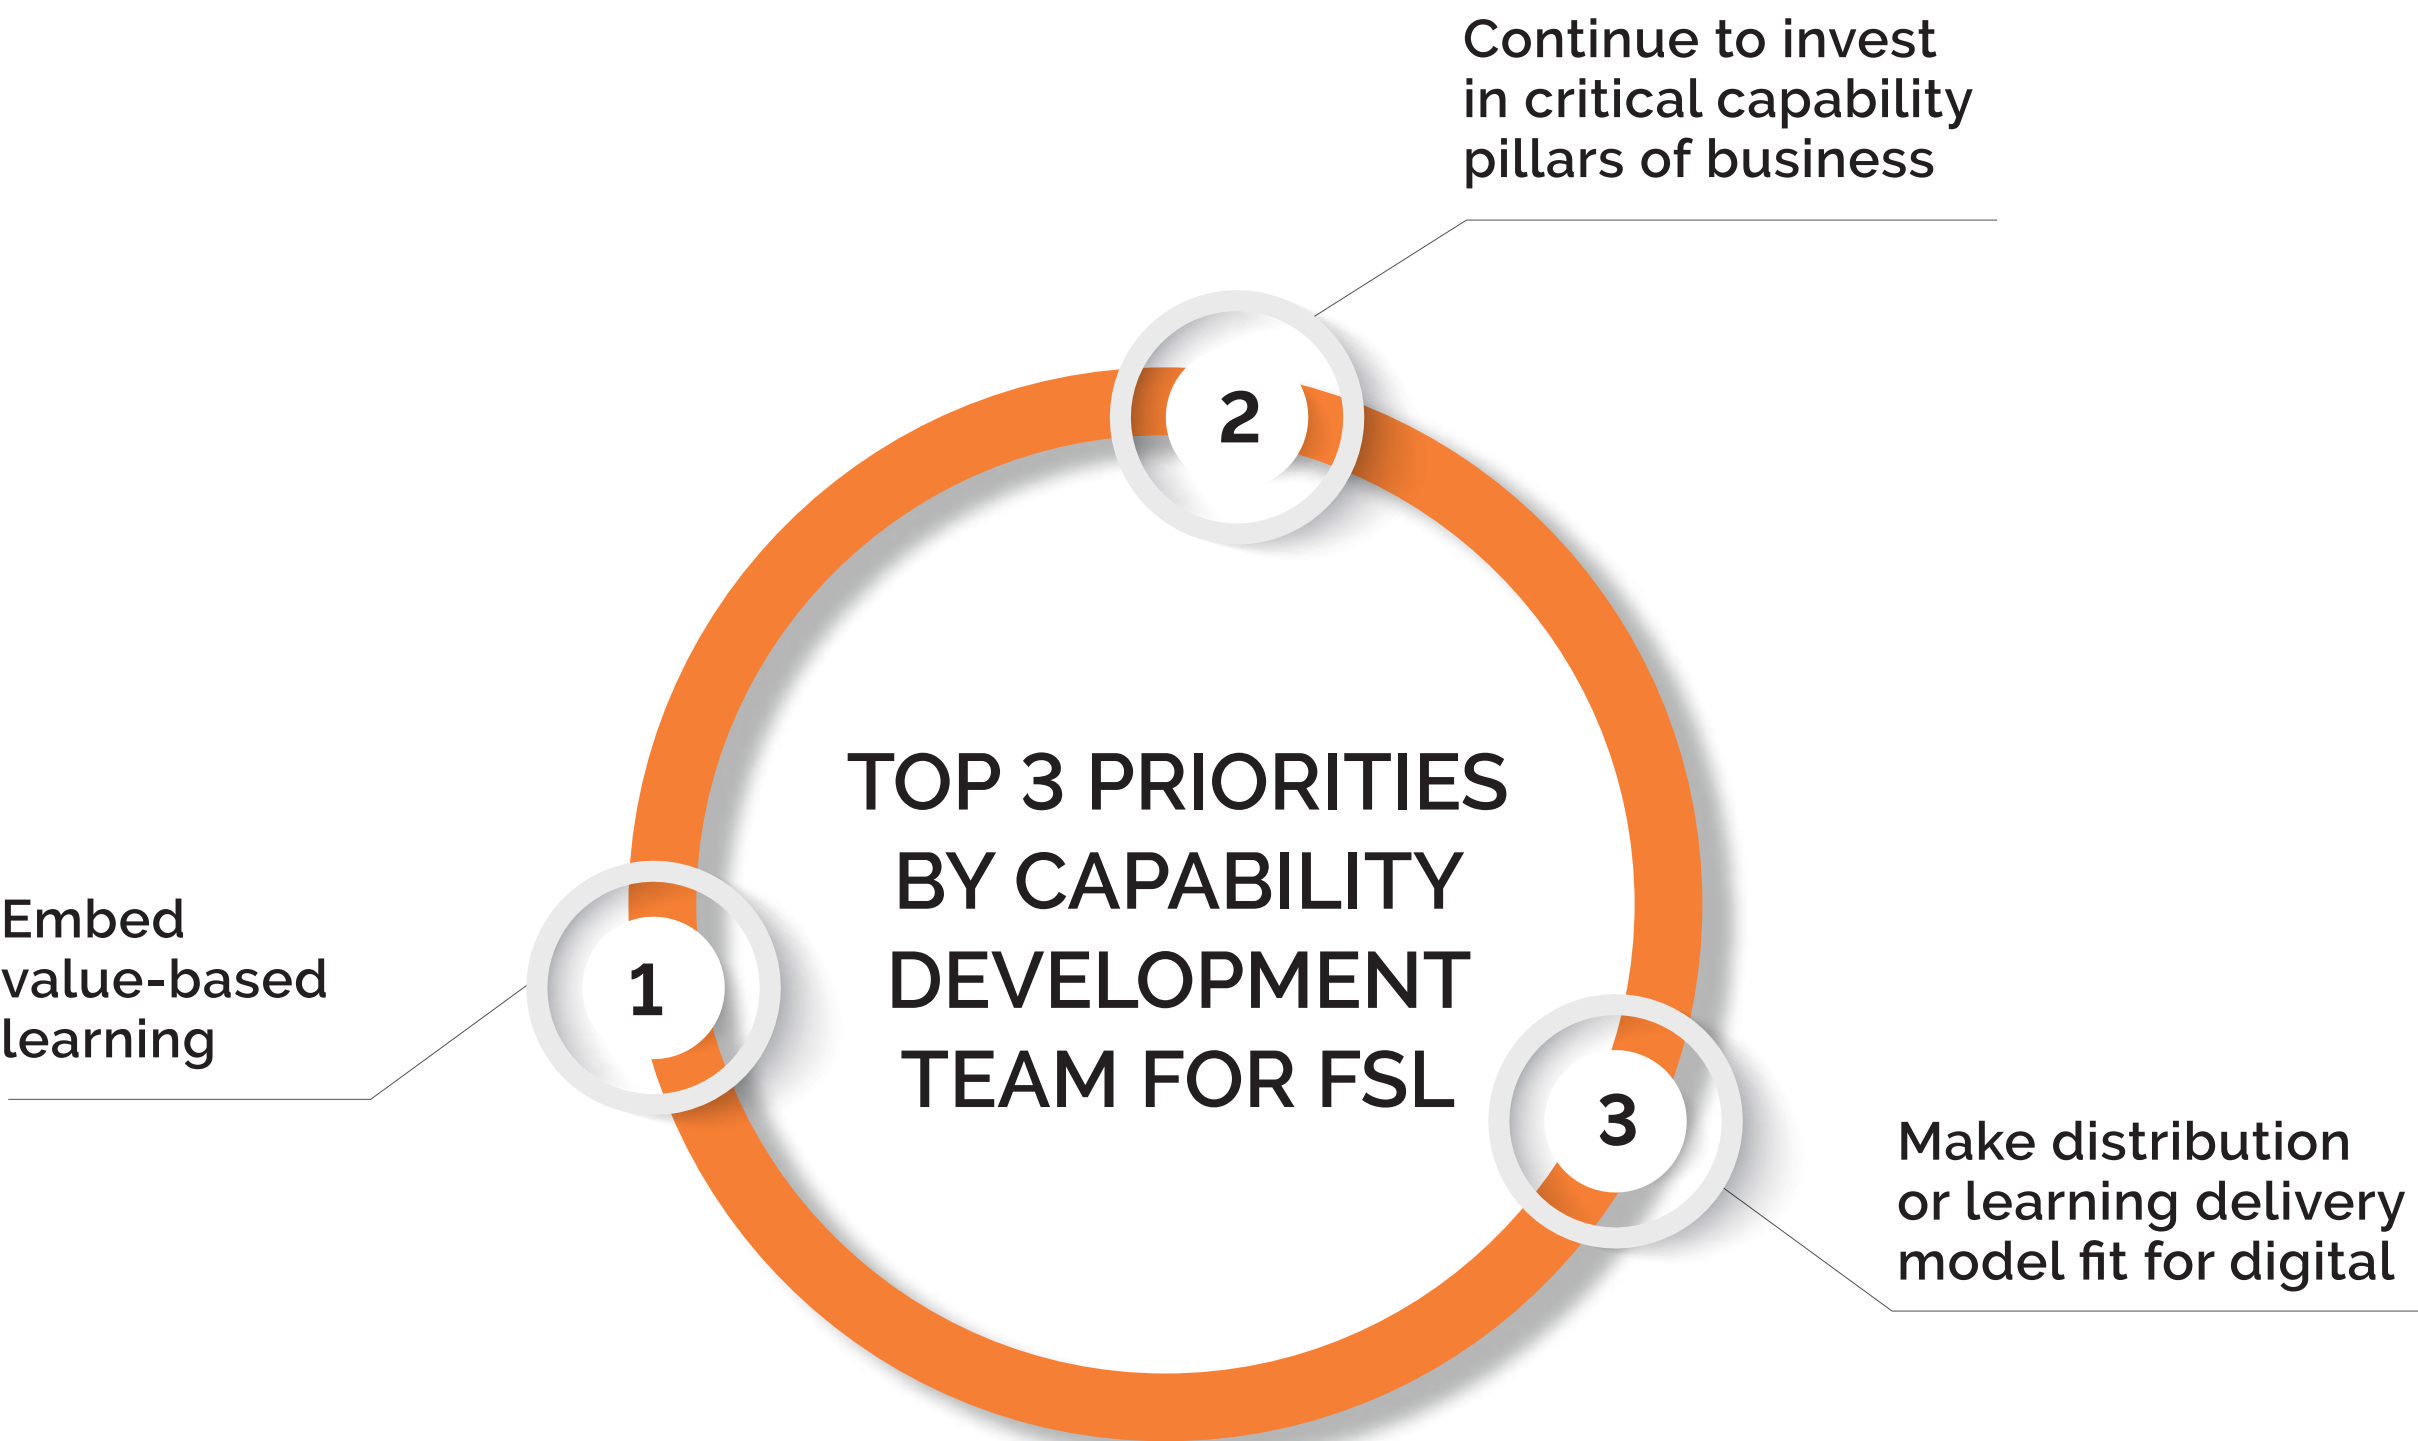 Continue to invest
in critical capability
pillars of business
2
TOP 3 PRIORITIES
BY CAPABILITY
DEVELOPMENT
TEAM FOR FSL
Embed
value-based
learning
1
3
Make distribution
or learning delivery
model fit for digital